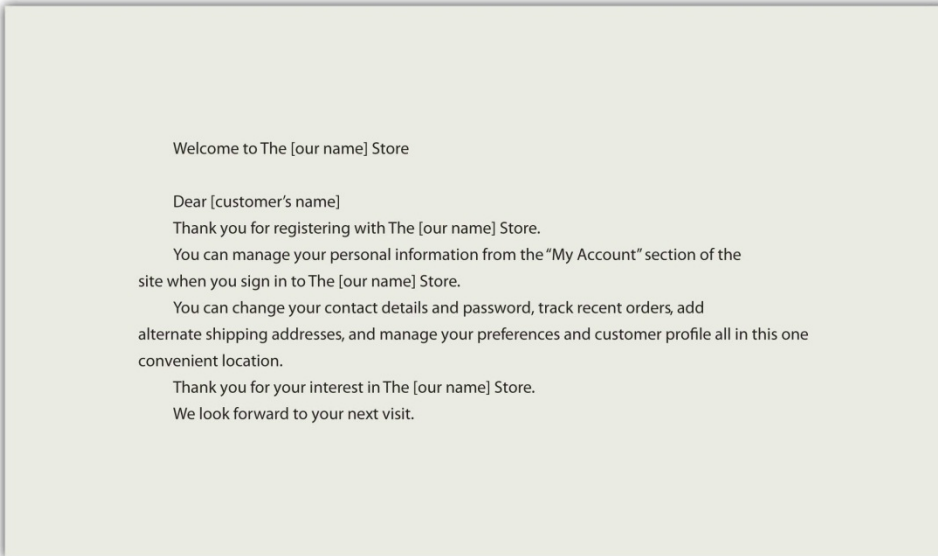 Welcome to The [our name] Store
Dear [customer’s name]
Thank you for registering with The [our name] Store.
You can manage your personal information from the “My Account” section of the
site when you sign in to The [our name] Store.
You can change your contact details and password, track recent orders, add
alternate shipping addresses, and manage your preferences and customer profile all in this one
convenient location.
Thank you for your interest in The [our name] Store.
We look forward to your next visit.